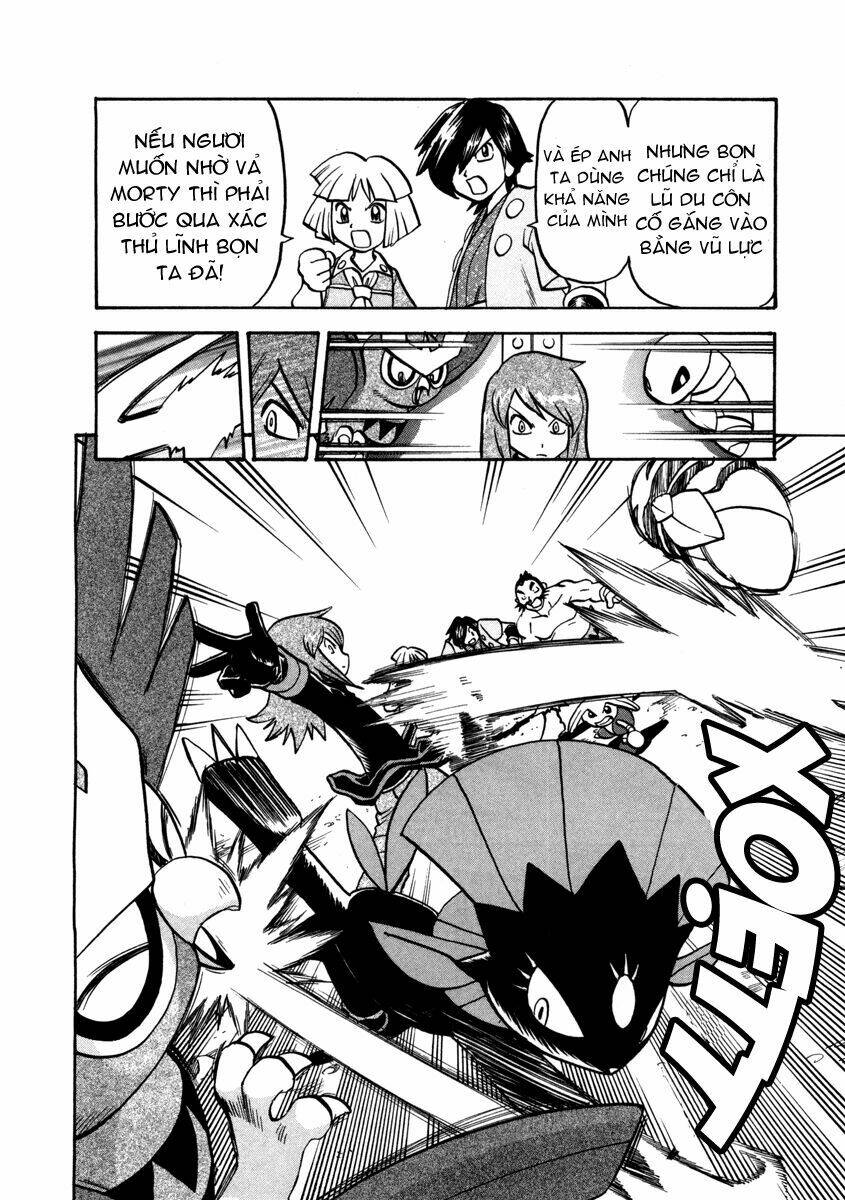 NHƯNG BỌN
CHÚNG CHỈ LÀ
LŨ DU CÔN
CỐ GẮNG VÀO
BẰNG VŨ LỰC
VÀ ÉP ANH
TA DÙNG
KHẢ NĂNG
CỦA MÌNH
NẾU NGƯƠI
MUỐN NHỜ VẢ
MORTY THÌ PHẢI
BƯỚC QUA XÁC
THỦ LĨNH BỌN
TA ĐÃ!
XOẸTT